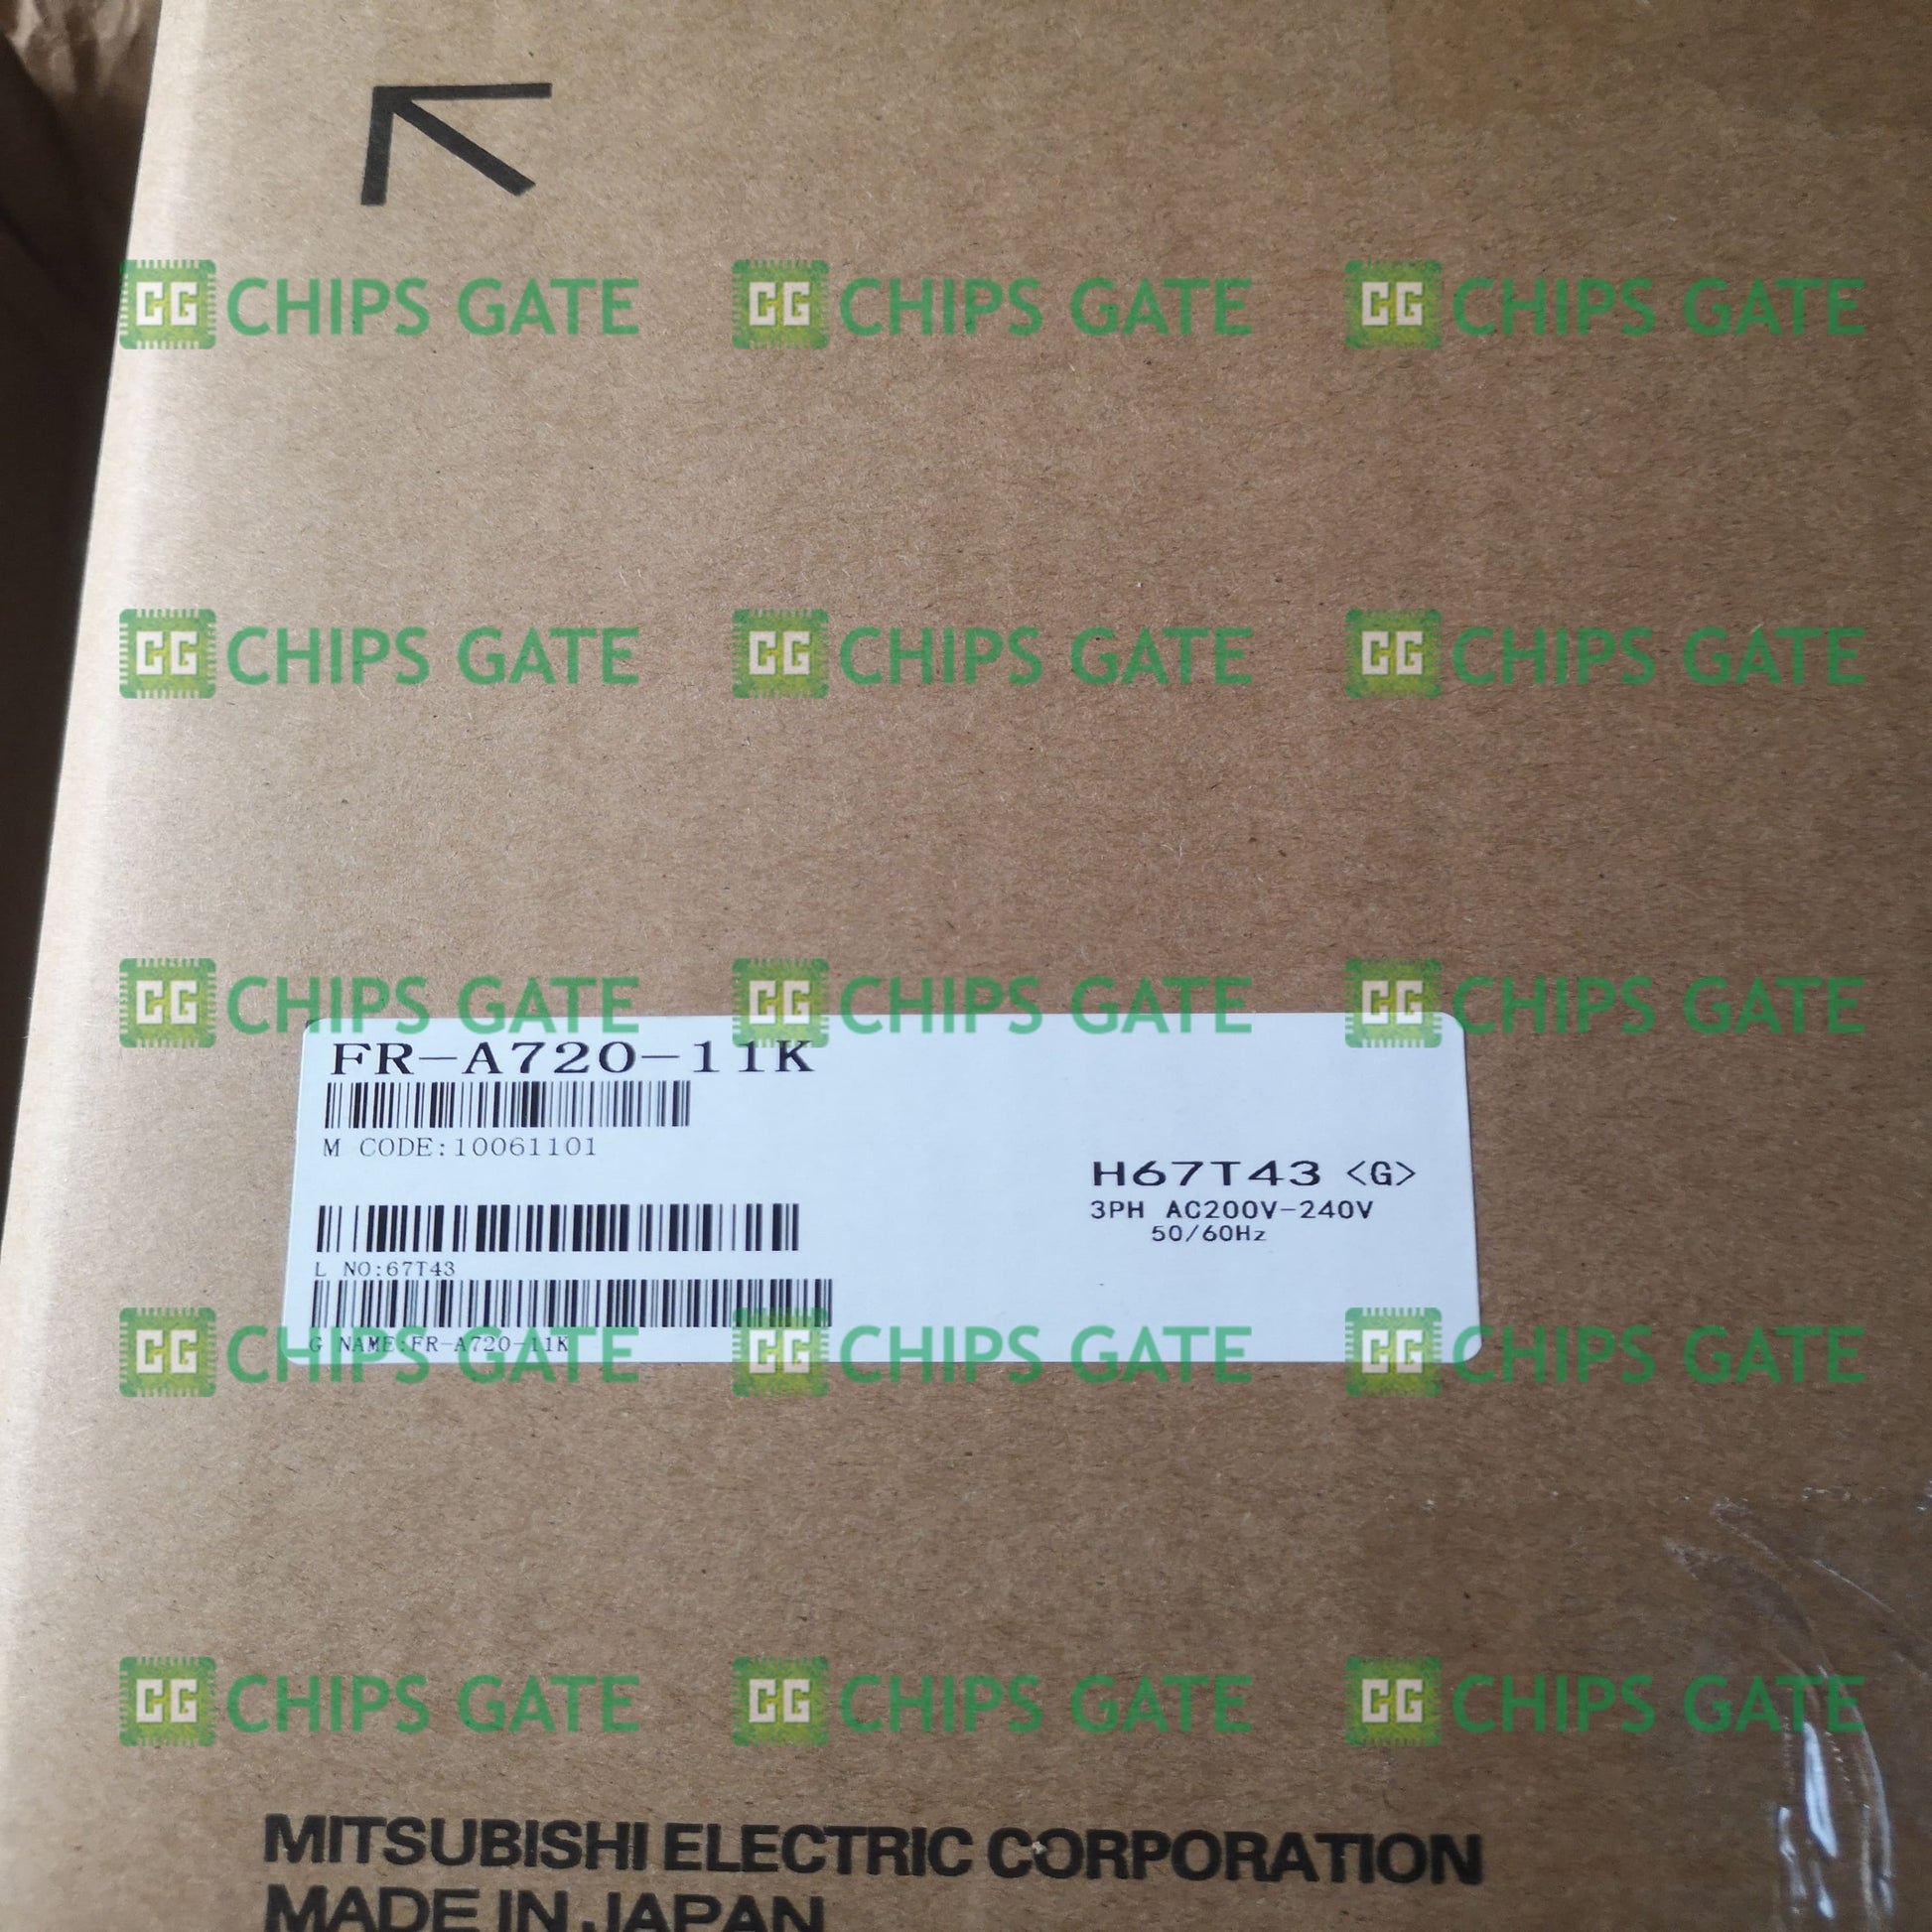 CG CHIPS GATE CG CHIPS GATE CG CHIPS GATE
CG CHIPS GATE CG CHIPS GATE CG CHIPS GATE
CG CHIPS GATE CG CHIPS GATE CG CHIPS GATE
FR-A720-11K
M CODE:10061101
H67T43 <G>
3PH AC200V-240V
50/60Hz
L NO:67T43
G NAME:FR-A720-11K
CG CHIPS GATE CG CHIPS GATE CG CHIPS GATE
CG CHIPS GATE CG CHIPS GATE CG CHIPS GATE
MITSUBISHI ELECTRIC CORPORATION
MADE IN JAPAN